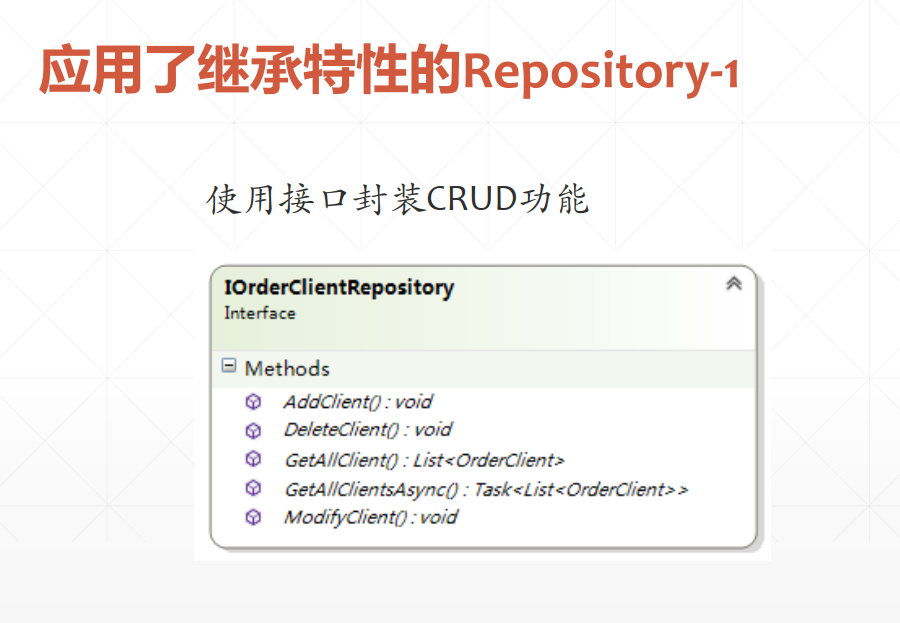 应用了继承特性的Repository-1
使用接口封装CRUD功能
IOrderClientRepository
Interface
Methods
AddClient() : void
DeleteClient() : void
GetAllClient() : List<OrderClient>
GetAllClientsAsync() : Task<List<OrderClient>>
ModifyClient() : void